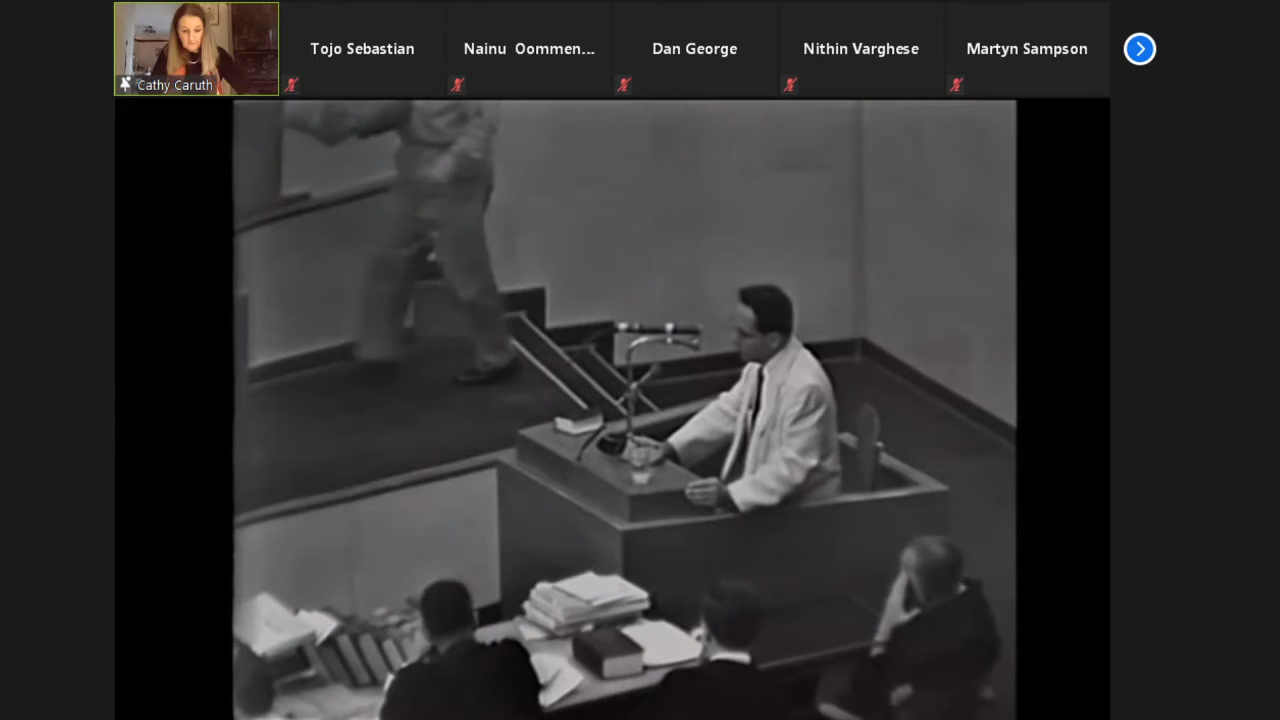 Tojo Sebastian
Nainu Oommen...
Dan George
Nithin Varghese
Martyn Sampson
Cathy Caruth